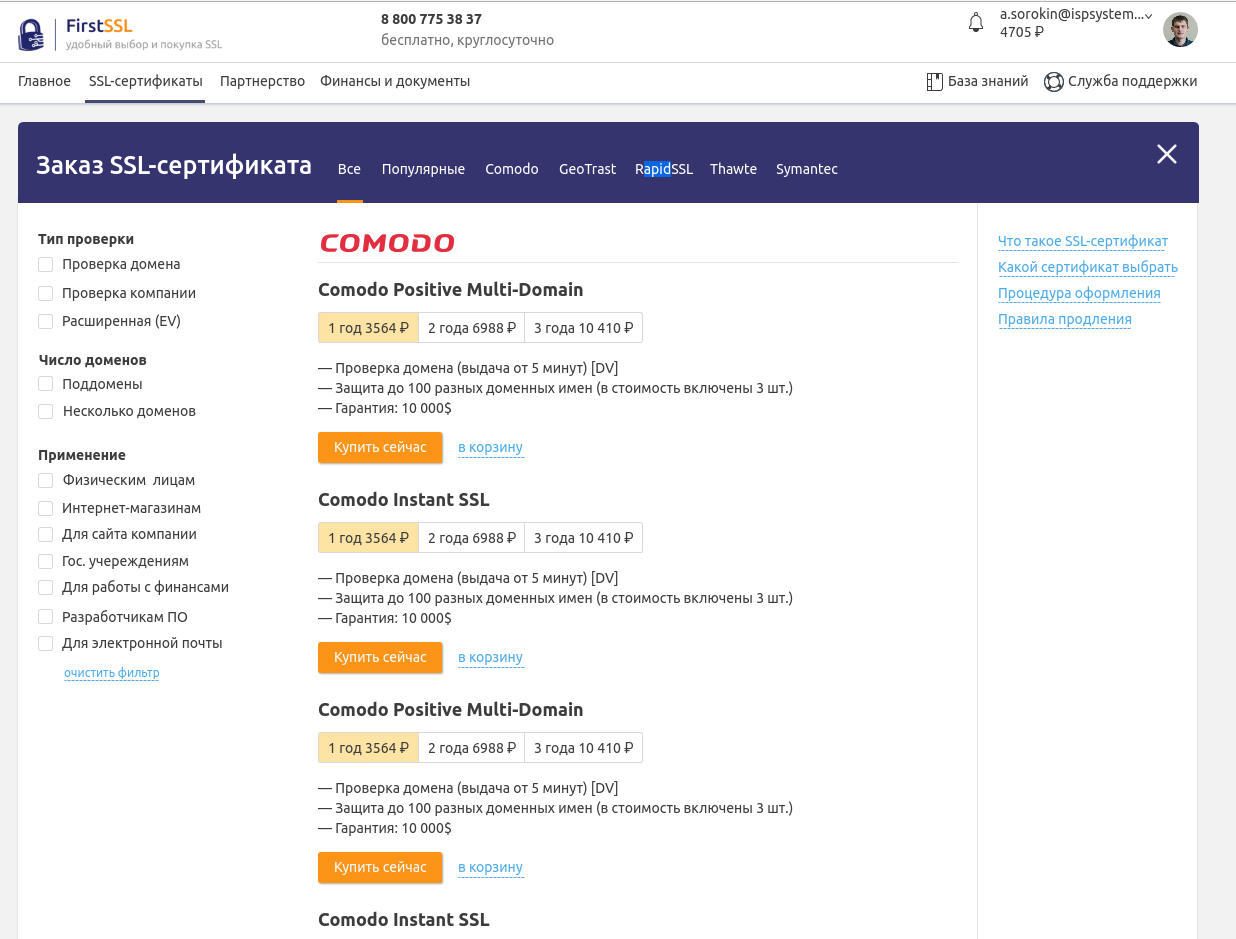 FirstSSL
удобный выбор и покупка SSL
8 800 775 38 37
бесплатно, круглосуточно
a.sorokin@ispsystem...
4705 ₽
Главное SSL-сертификаты Партнерство Финансы и документы База знаний Служба поддержки
Заказ SSL-сертификата Все Популярные Comodo GeoTrast RapidSSL Thawte Symantec
Тип проверки
Проверка домена
Проверка компании
Расширенная (EV)
Число доменов
Поддомены
Несколько доменов
Применение
Физическим лицам
Интернет-магазинам
Для сайта компании
Гос. учереждениям
Для работы с финансами
Разработчикам ПО
Для электронной почты
очистить фильтр
COMODO
Comodo Positive Multi-Domain
1 год 3564 ₽ 2 года 6988 ₽ 3 года 10 410 ₽
— Проверка домена (выдача от 5 минут) [DV]
— Защита до 100 разных доменных имен (в стоимость включены 3 шт.)
— Гарантия: 10 000$
Купить сейчас в корзину
Comodo Instant SSL
1 год 3564 ₽ 2 года 6988 ₽ 3 года 10 410 ₽
— Проверка домена (выдача от 5 минут) [DV]
— Защита до 100 разных доменных имен (в стоимость включены 3 шт.)
— Гарантия: 10 000$
Купить сейчас в корзину
Comodo Positive Multi-Domain
1 год 3564 ₽ 2 года 6988 ₽ 3 года 10 410 ₽
— Проверка домена (выдача от 5 минут) [DV]
— Защита до 100 разных доменных имен (в стоимость включены 3 шт.)
— Гарантия: 10 000$
Купить сейчас в корзину
Comodo Instant SSL
Что такое SSL-сертификат
Какой сертификат выбрать
Процедура оформления
Правила продления